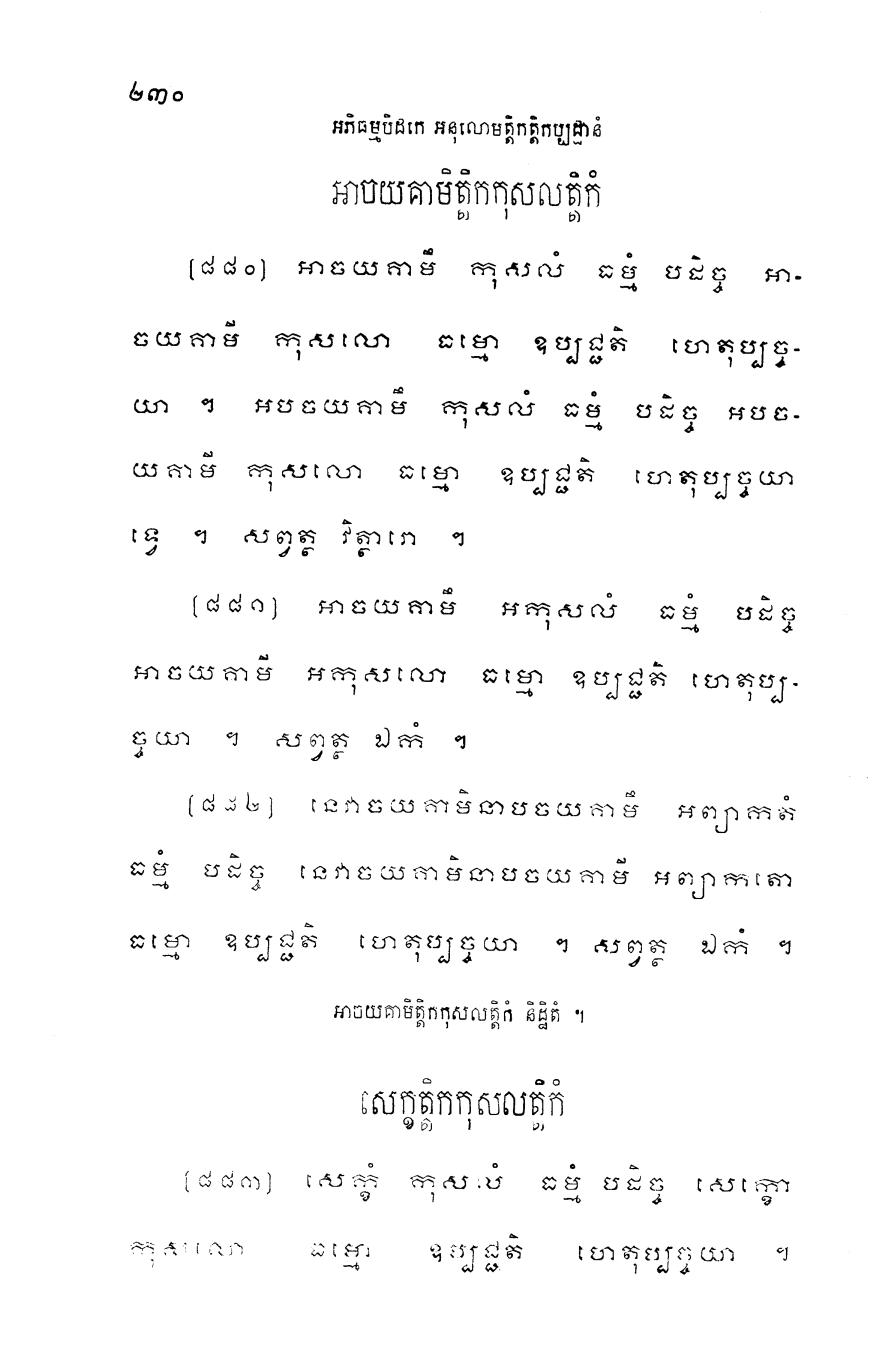 ២៣០
អភិធម្មបិដកេ អនុលោមត្តិកត្តិកប្បដ្ឋានំ
អាចយគាមិត្តិកកុសលត្តិកំ
(៨៨០) អាចយគាមឹ កុសលំ ធម្មំ បដិច្ច អា-
ចយគាមី កុសលោ ធម្មោ ឧប្បជ្ជតិ ហេតុប្បច្ច-
យា ។ អបចយគាមឹ កុសលំ ធម្មំ បដិច្ច អបច-
យគាមី កុសលោ ធម្មោ ឧប្បជ្ជតិ ហេតុប្បច្ចយា
ទ្វេ ។ សព្វត្ថ វិត្ថារោ ។
(៨៨១) អាចយគាមឹ អកុសលំ ធម្មំ បដិច្ច
អាចយគាមី អកុសលោ ធម្មោ ឧប្បជ្ជតិ ហេតុប្ប-
ច្ចយា ។ សព្វត្ថ ឯកំ ។
(៨៨២) នេវាចយគាមិនាបចយគាមឹ អព្យាកតំ
ធម្មំ បដិច្ច នេវាចយគាមិនាបចយគាមី អព្យាកតោ
ធម្មោ ឧប្បជ្ជតិ ហេតុប្បច្ចយា ។ សព្វត្ថ ឯកំ ។
អាចយគាមិត្តិកកុសលត្តិកំ និដ្ឋិតំ ។
សេក្ខត្តិកកុសលត្តិកំ
(៨៨៣) សេក្ខំ កុសលំ ធម្មំ បដិច្ច សេក្ខោ
កុសលោ ធម្មោ ឧប្បជ្ជតិ ហេតុប្បច្ចយា ។